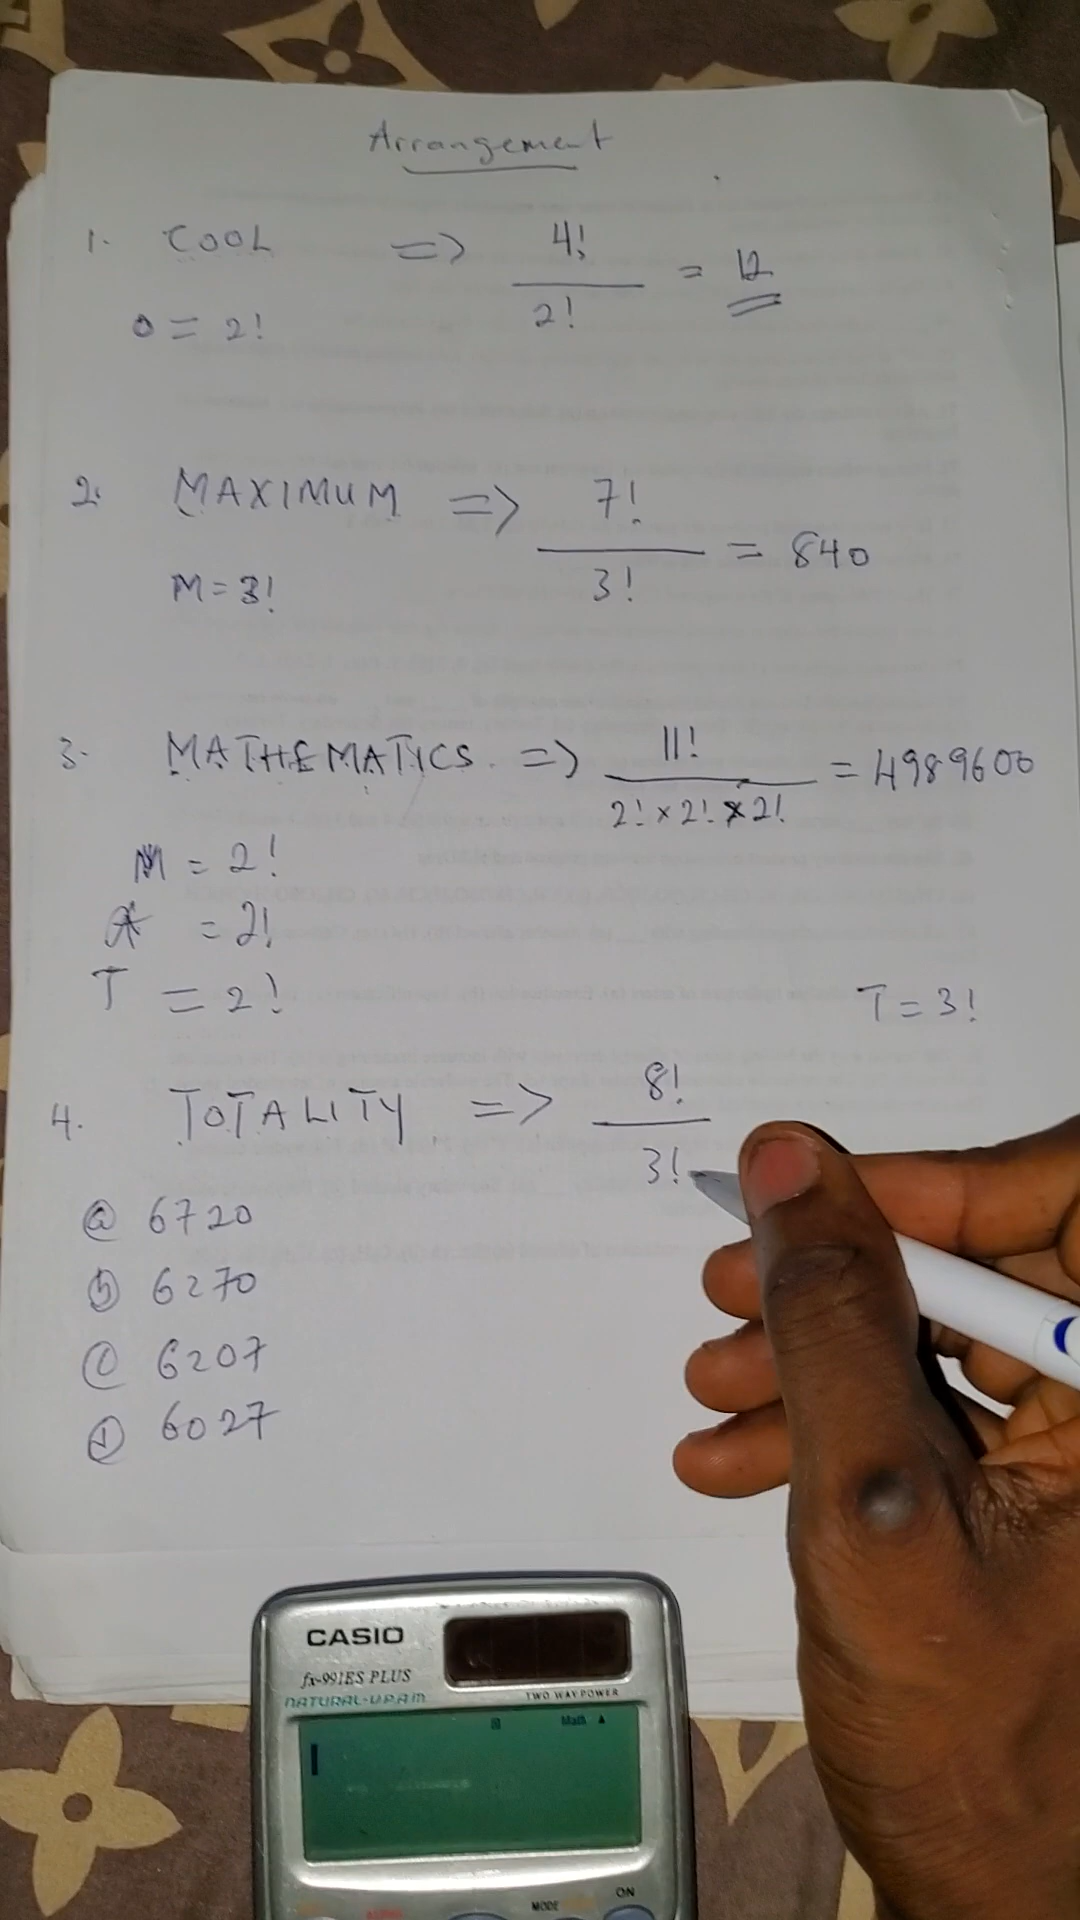 Arrangement
1. COOL => 4!/2! = 12
O = 2!
2. MAXIMUM => 7!/3! = 840
M = 3!
3. MATHEMATICS. => 11!/2! × 2! × 2! = 4989600
M = 2!
A = 2!
T = 2!
T = 3!
4. TOTALITY => 8!/3!
(a) 6720
(b) 6270
(c) 6207
(d) 6027
CASIO
fx-991ES PLUS
NATURAL-V.P.A.M.
TWO WAY POWER
Math ▲
MODE
ON